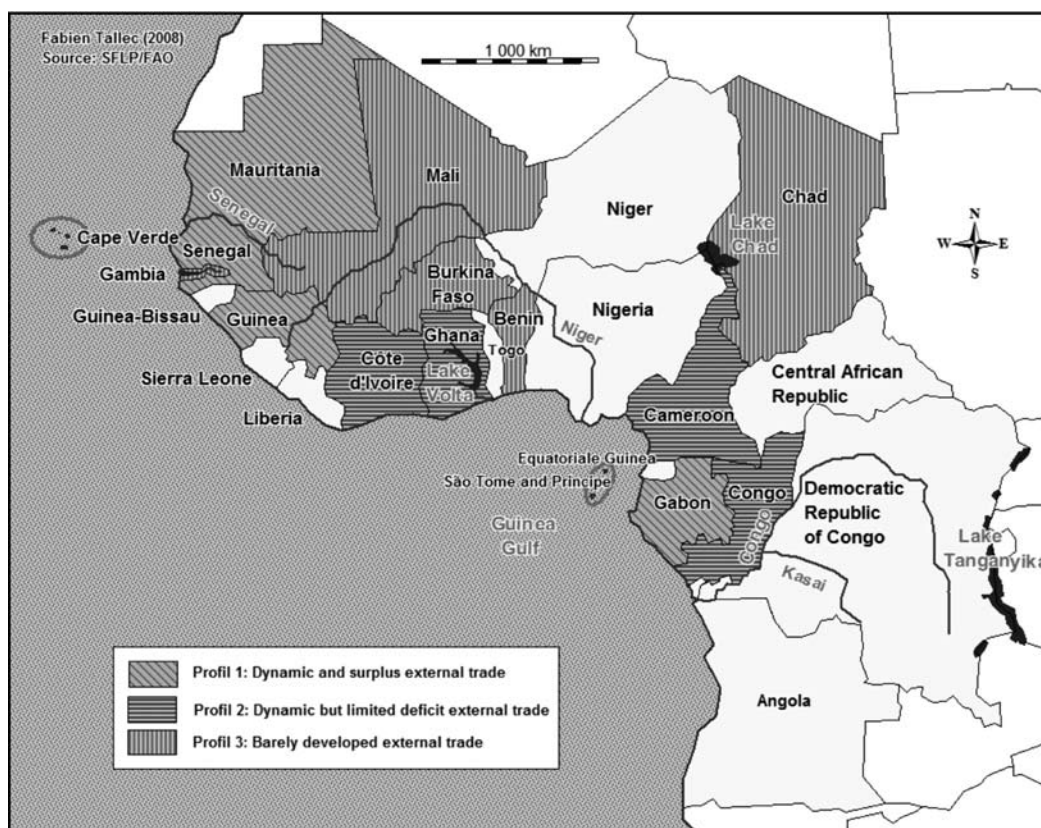 Fabien Tallec (2008)
Source: SFLP/FAO
1 000 km
Mauritania
Mali
Niger
Chad
Lake
Chad
N
W E
S
Senegal
Cape Verde
Senegal
Gambia
Guinea-Bissau
Guinea
Burkina
Faso
Benin
Nigeria
Niger
Ghana
Togo
Côte
d'Ivoire
Lake
Volta
Sierra Leone
Liberia
Central African
Republic
Cameroon
Equatoriale Guinea
São Tome and Principe
Gabon
Congo
Congo
Democratic
Republic
of Congo
Guinea
Gulf
Lake
Tanganyika
Kasai
Angola
Profil 1: Dynamic and surplus external trade
Profil 2: Dynamic but limited deficit external trade
Profil 3: Barely developed external trade